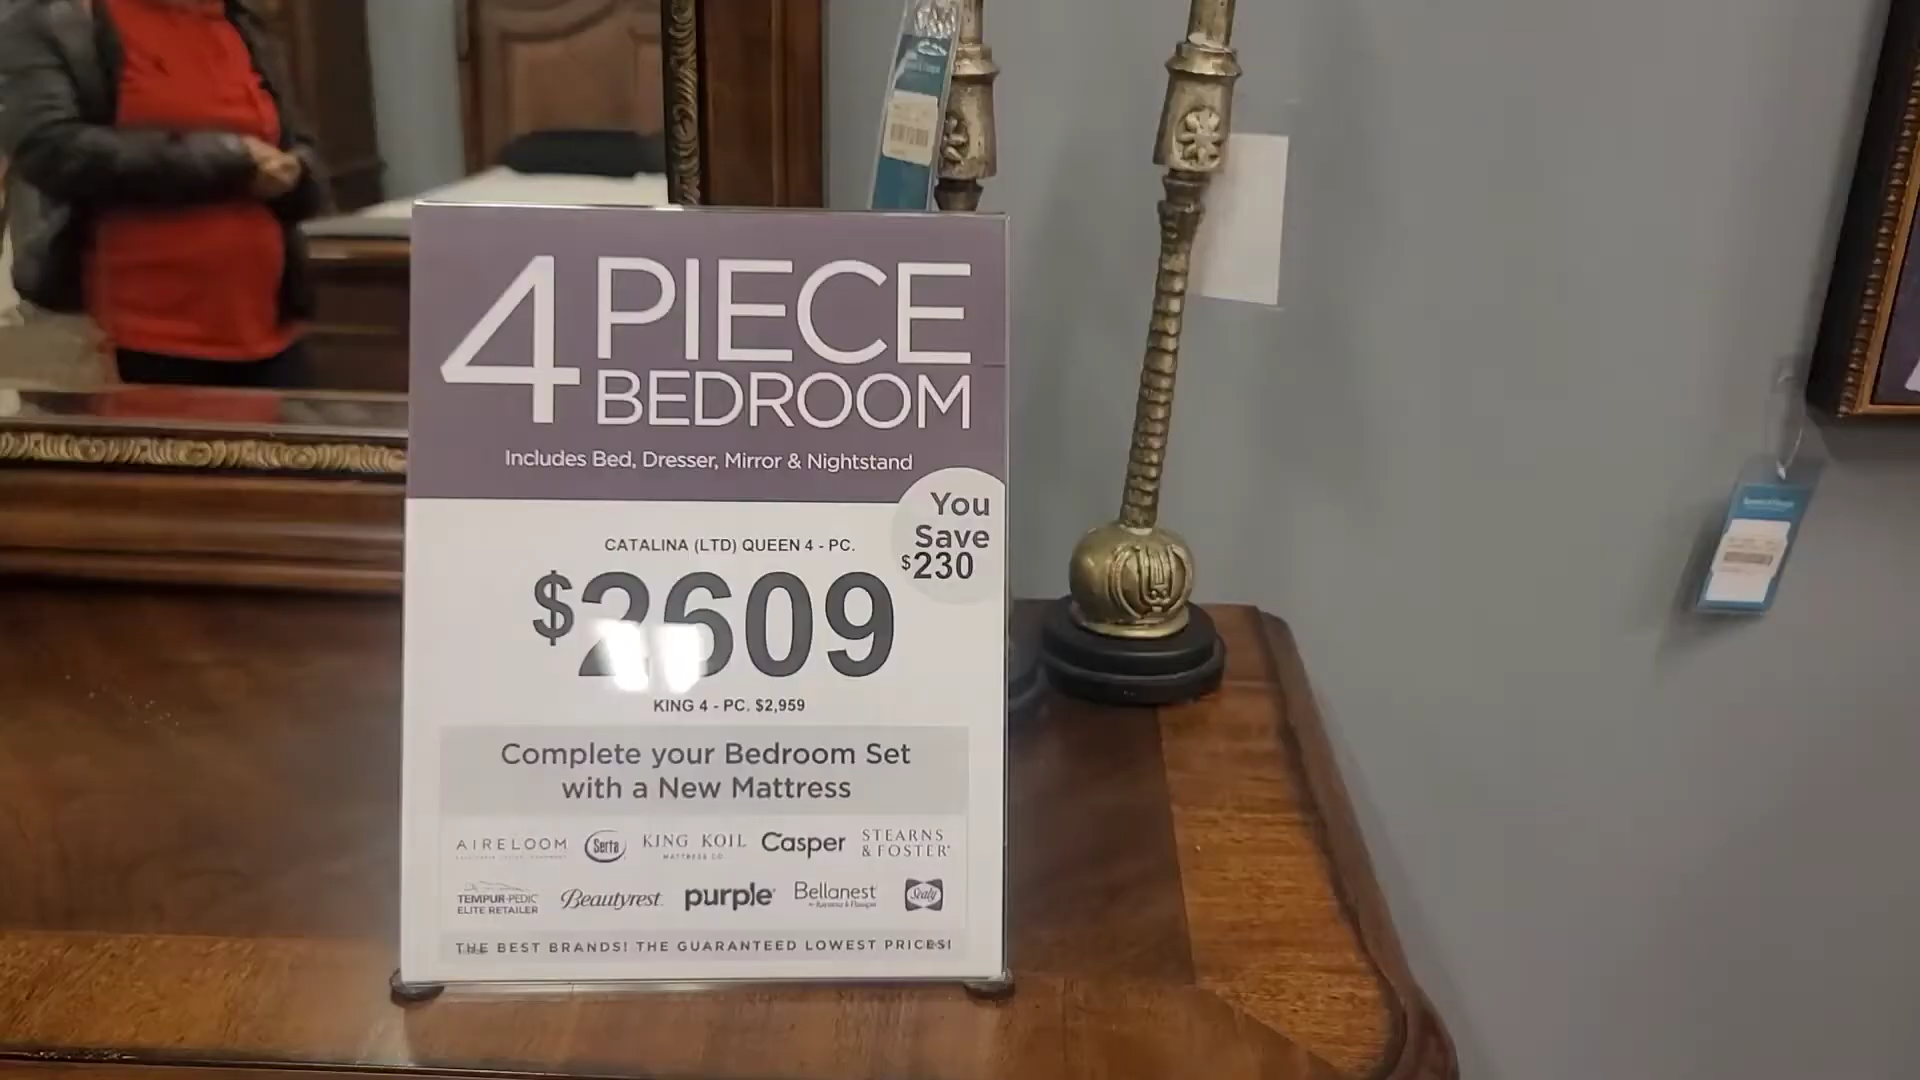 4 PIECE
BEDROOM
Includes Bed, Dresser, Mirror & Nightstand
You
Save
$230
CATALINA (LTD) QUEEN 4 - PC.
$2609
KING 4 - PC. $2,959
Complete your Bedroom Set
with a New Mattress
AIRELOOM Serta KING KOIL Casper STEARNS
MATTRESS CO & FOSTER®
TEMPUR-PEDIC Beautyrest purple® Bellanest Sealy
ELITE RETAILER
THE BEST BRANDS! THE GUARANTEED LOWEST PRICES!